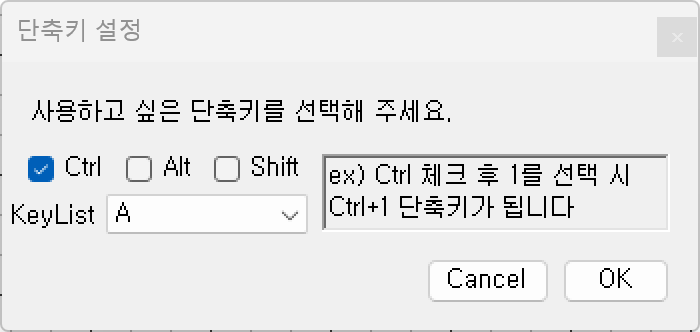 단축키 설정
사용하고 싶은 단축키를 선택해 주세요.
Ctrl Alt Shift
KeyList A
ex) Ctrl 체크 후 1를 선택 시
Ctrl+1 단축키가 됩니다
Cancel OK